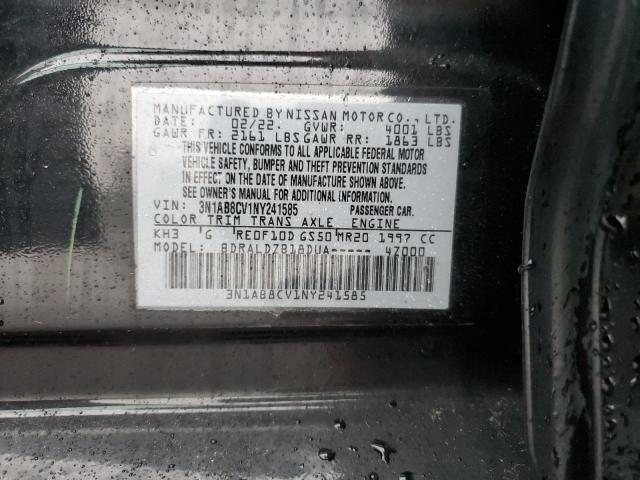 MANUFACTURED BY NISSAN MOTOR CO., LTD.
DATE: 02/22 GVWR: 4001 LBS
GAWR FR: 2161 LBS GAWR RR: 1863 LBS
THIS VEHICLE CONFORMS TO ALL APPLICABLE FEDERAL MOTOR
VEHICLE SAFETY, BUMPER AND THEFT PREVENTION STANDARDS
IN EFFECT ON THE DATE OF MANUFACTURE SHOWN ABOVE.
SEE OWNER'S MANUAL FOR ADDITIONAL INFORMATION.
VIN: 3N1AB8CV1NY241585 PASSENGER CAR.
COLOR TRIM TRANS AXLE ENGINE
KH3 G RE0F10D GS50 MR20 1997 CC
MODEL: BDRALDZB18DUA----- 4Z000
3N1AB8CV1NY241585